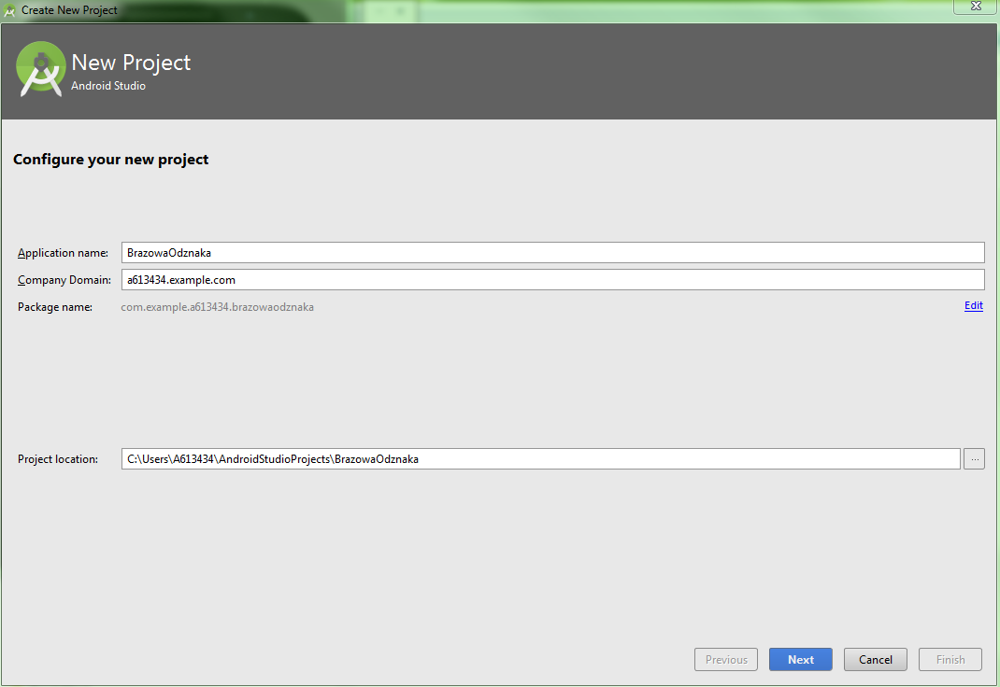 Create New Project
New Project
Android Studio
Configure your new project
Application name: BrazowaOdznaka
Company Domain: a613434.example.com
Package name: com.example.a613434.brazowaodznaka Edit
Project location: C:\Users\A613434\AndroidStudioProjects\BrazowaOdznaka ...
Previous Next Cancel Finish